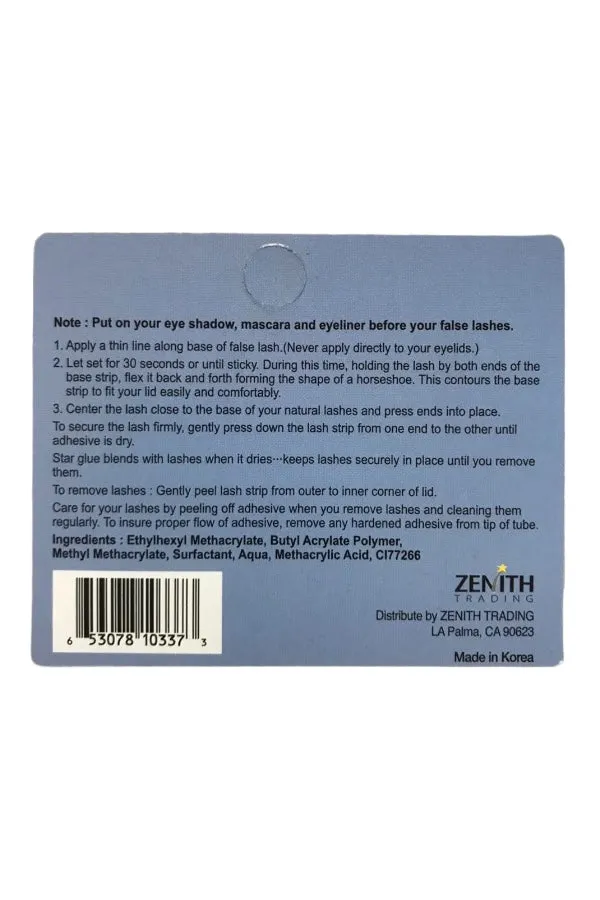 Note : Put on your eye shadow, mascara and eyeliner before your false lashes.
1. Apply a thin line along base of false lash.(Never apply directly to your eyelids.)
2. Let set for 30 seconds or until sticky. During this time, holding the lash by both ends of the
base strip, flex it back and forth forming the shape of a horseshoe. This contours the base
strip to fit your lid easily and comfortably.
3. Center the lash close to the base of your natural lashes and press ends into place.
To secure the lash firmly, gently press down the lash strip from one end to the other until
adhesive is dry.
Star glue blends with lashes when it dries···keeps lashes securely in place until you remove
them.
To remove lashes : Gently peel lash strip from outer to inner corner of lid.
Care for your lashes by peeling off adhesive when you remove lashes and cleaning them
regularly. To insure proper flow of adhesive, remove any hardened adhesive from tip of tube.
Ingredients : Ethylhexyl Methacrylate, Butyl Acrylate Polymer,
Methyl Methacrylate, Surfactant, Aqua, Methacrylic Acid, CI77266
6 53078 10337 3
ZENITH
TRADING
Distribute by ZENITH TRADING
LA Palma, CA 90623
Made in Korea